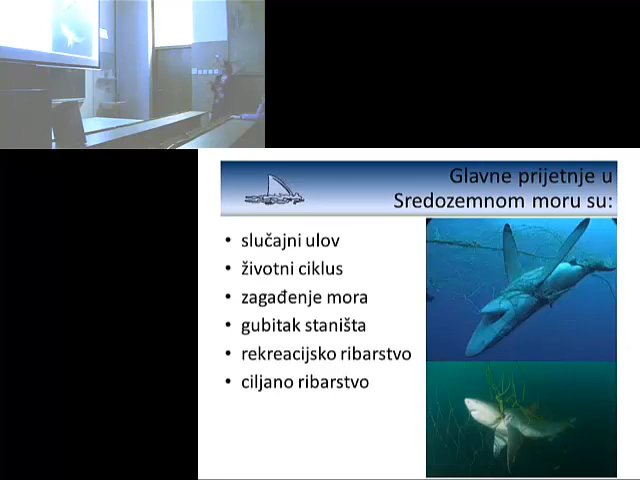 Glavne prijetnje u
Sredozemnom moru su:
• slučajni ulov
• životni ciklus
• zagađenje mora
• gubitak staništa
• rekreacijsko ribarstvo
• ciljano ribarstvo